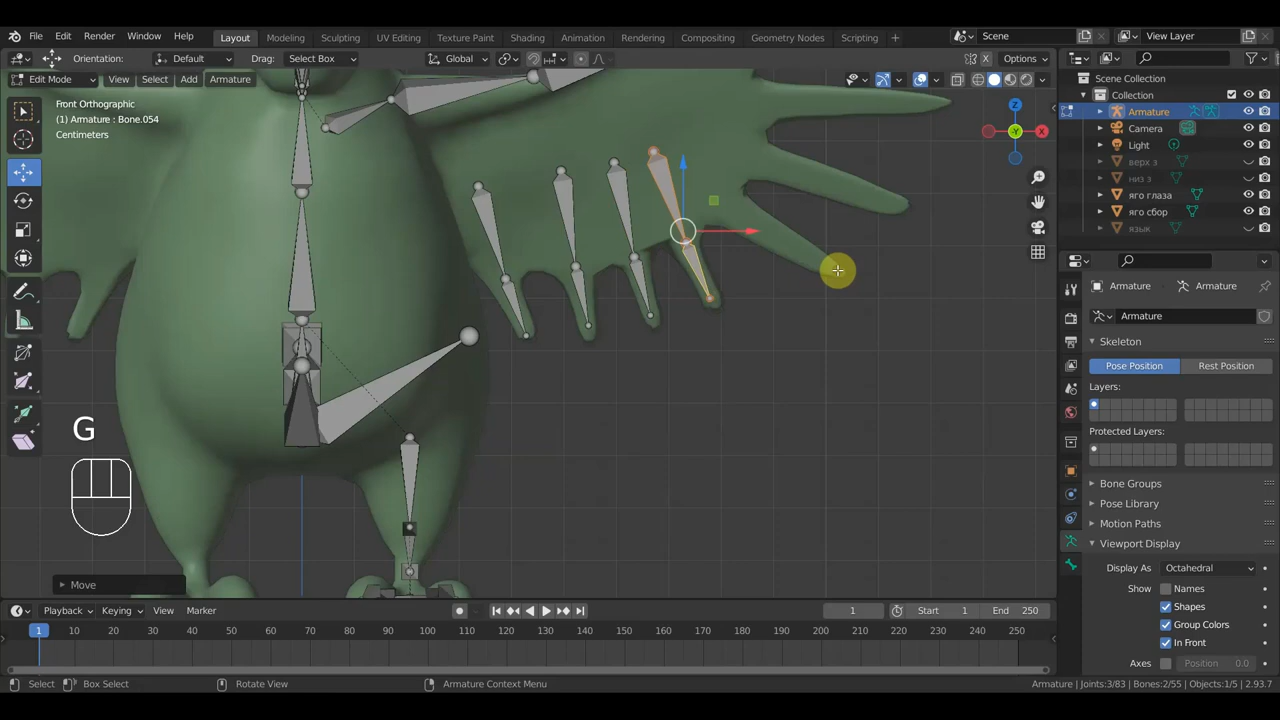 File Edit Render Window Help Layout Modeling Sculpting UV Editing Texture Paint Shading Animation Rendering Compositing Geometry Nodes Scripting + Scene View Layer
Orientation: Default Drag: Select Box Global Options
Edit Mode View Select Add Armature
Scene Collection
Front Orthographic
(1) Armature : Bone.054
Centimeters
Collection
Armature
Camera
Light
верх з
низ з
яго глаза
яго сбор
язык
Z
X
-Y
Armature Armature
Armature
Skeleton
Pose Position Rest Position
Layers:
Protected Layers:
Bone Groups
Pose Library
Motion Paths
Viewport Display
Display As Octahedral
Show Names
Shapes
Group Colors
In Front
Axes Position 0.0
G
Move
Playback Keying View Marker 1 Start 1 End 250
1 10 20 30 40 50 60 70 80 90 100 110 120 130 140 150 160 170 180 190 200 210 220 230 240 250
Select Box Select Rotate View Armature Context Menu Armature | Joints:3/83 | Bones:2/55 | Objects:1/5 | 2.93.7